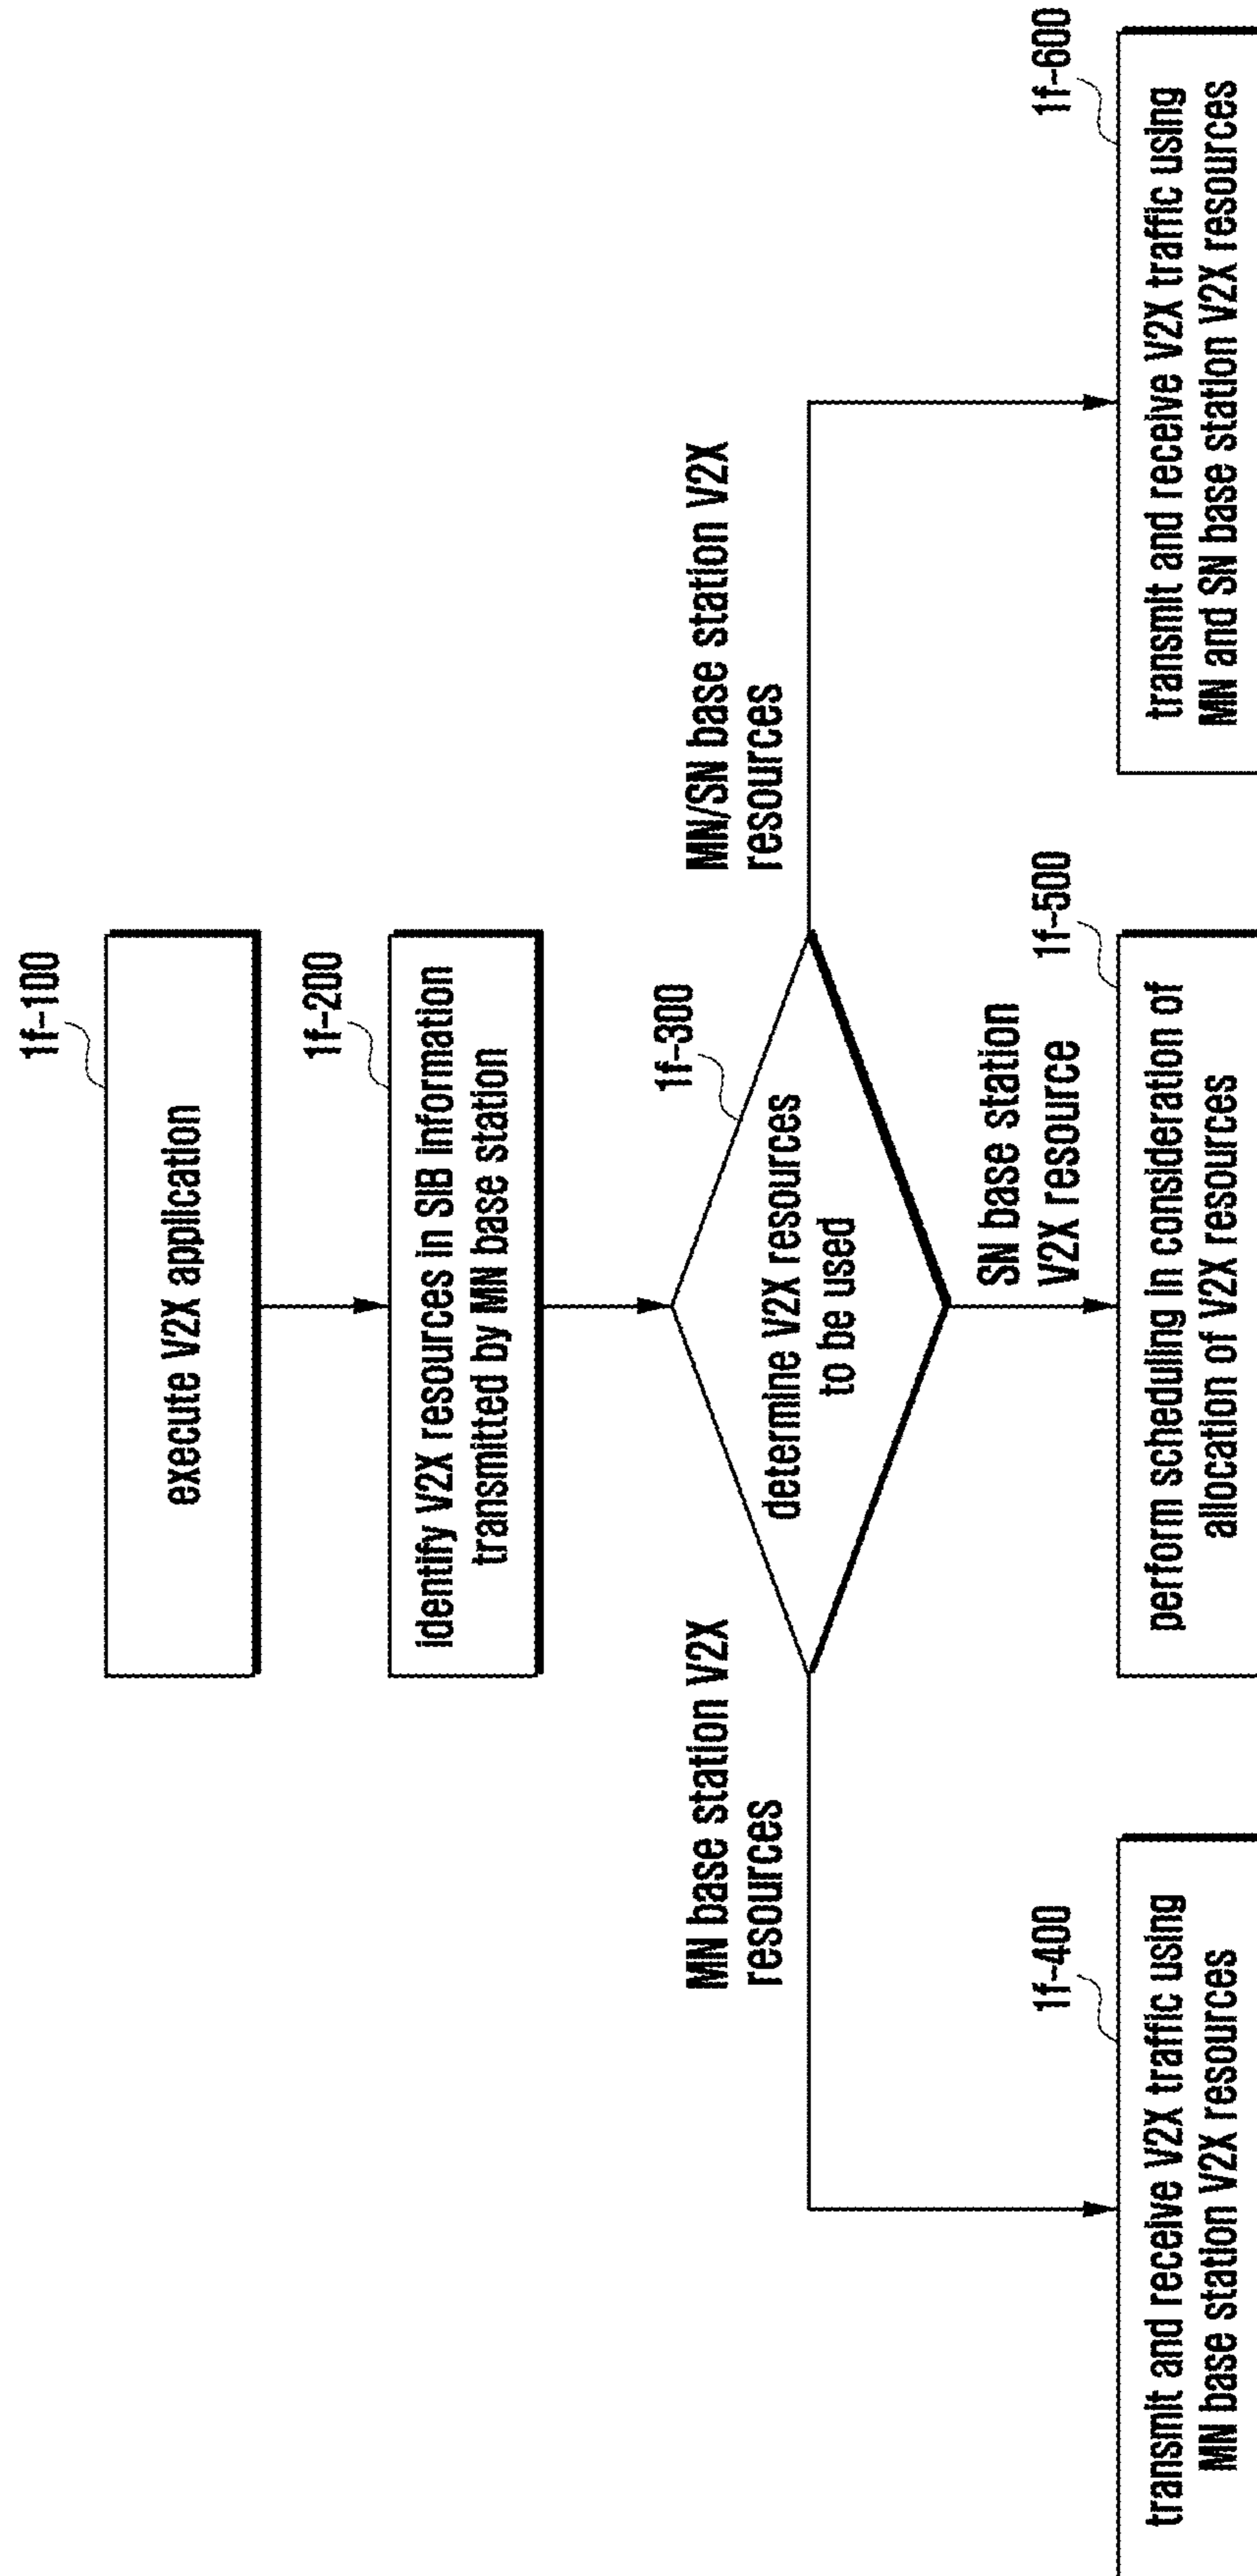 1f-100
execute V2X application
1f-200
identify V2X resources in SIB information
transmitted by MN base station
1f-300
determine V2X resources
to be used
MN base station V2X
resources
SN base station
V2X resource
MN/SN base station V2X
resources
1f-400
transmit and receive V2X traffic using
MN base station V2X resources
1f-500
perform scheduling in consideration of
allocation of V2X resources
1f-600
transmit and receive V2X traffic using
MN and SN base station V2X resources